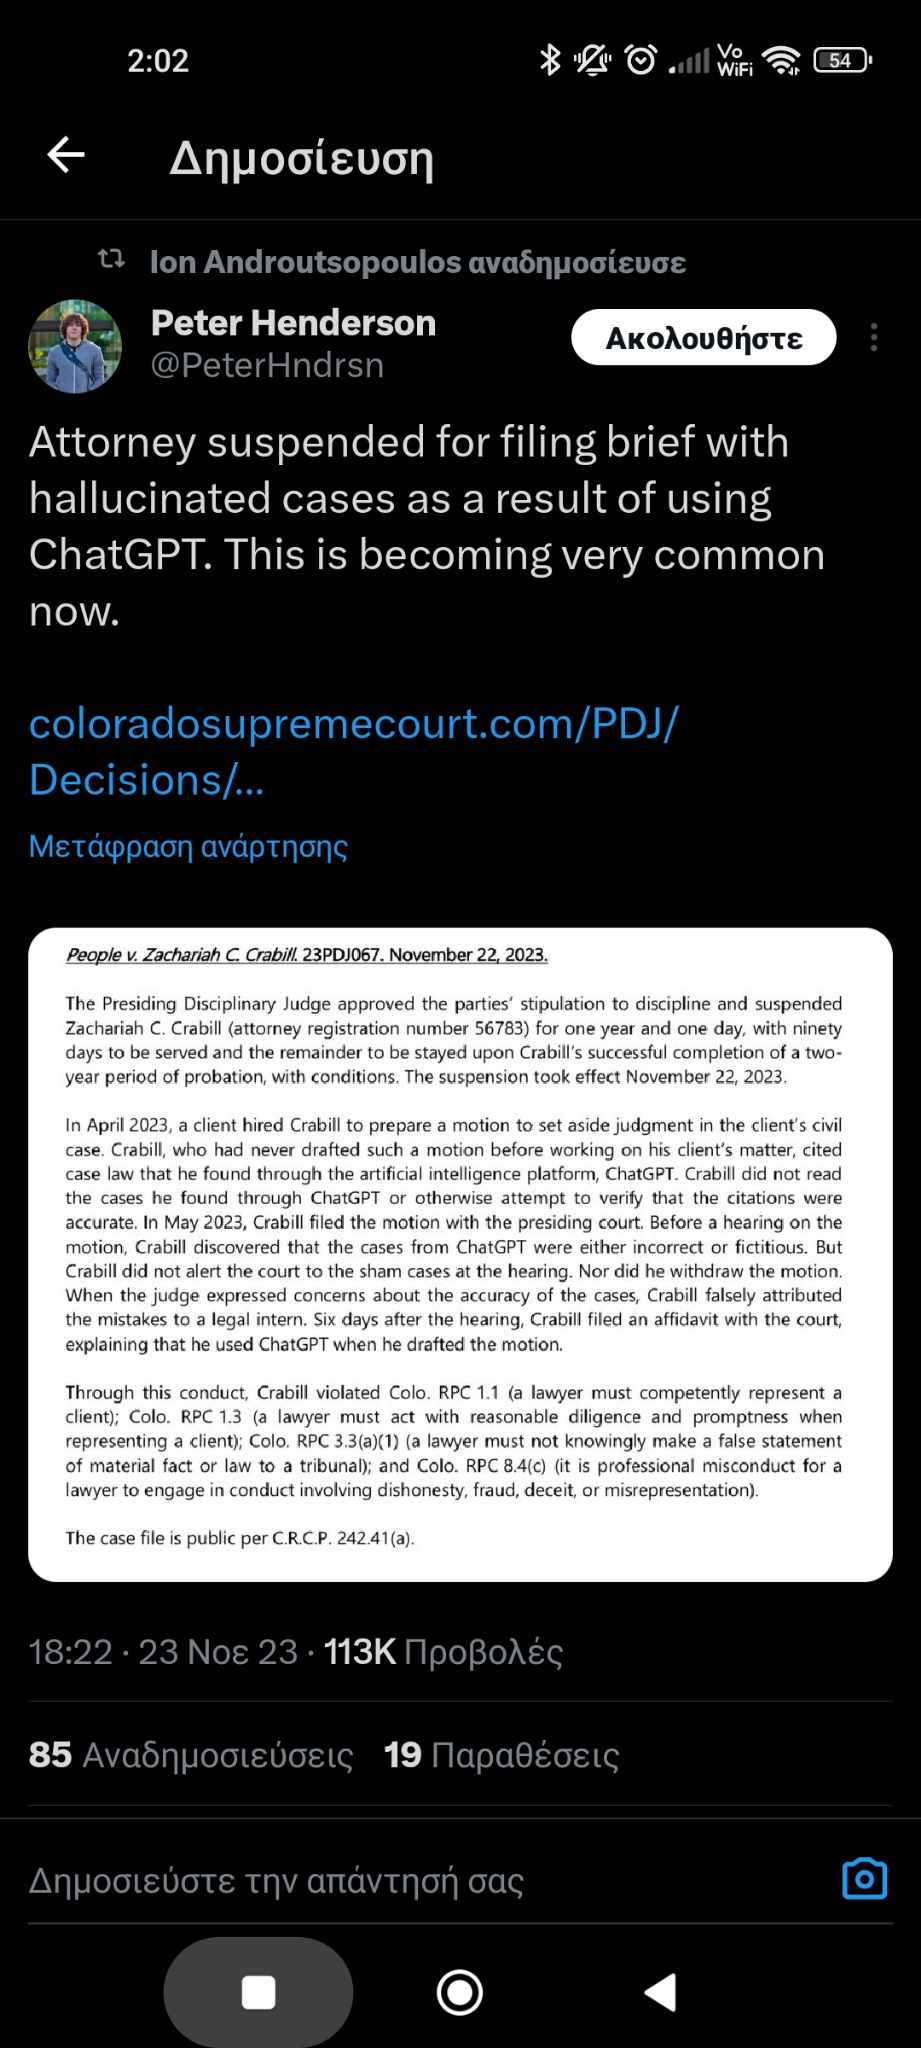 2:02
Vo
WiFi
54
Δημοσίευση
Ion Androutsopoulos αναδημοσίευσε
Peter Henderson
@PeterHndrsn
Ακολουθήστε
Attorney suspended for filing brief with
hallucinated cases as a result of using
ChatGPT. This is becoming very common
now.
coloradosupremecourt.com/PDJ/
Decisions/...
Μετάφραση ανάρτησης
People v. Zachariah C. Crabill. 23PDJ067. November 22, 2023.
The Presiding Disciplinary Judge approved the parties' stipulation to discipline and suspended
Zachariah C. Crabill (attorney registration number 56783) for one year and one day, with ninety
days to be served and the remainder to be stayed upon Crabill's successful completion of a two-
year period of probation, with conditions. The suspension took effect November 22, 2023.
In April 2023, a client hired Crabill to prepare a motion to set aside judgment in the client's civil
case. Crabill, who had never drafted such a motion before working on his client's matter, cited
case law that he found through the artificial intelligence platform, ChatGPT. Crabill did not read
the cases he found through ChatGPT or otherwise attempt to verify that the citations were
accurate. In May 2023, Crabill filed the motion with the presiding court. Before a hearing on the
motion, Crabill discovered that the cases from ChatGPT were either incorrect or fictitious. But
Crabill did not alert the court to the sham cases at the hearing. Nor did he withdraw the motion.
When the judge expressed concerns about the accuracy of the cases, Crabill falsely attributed
the mistakes to a legal intern. Six days after the hearing, Crabill filed an affidavit with the court,
explaining that he used ChatGPT when he drafted the motion.
Through this conduct, Crabill violated Colo. RPC 1.1 (a lawyer must competently represent a
client); Colo. RPC 1.3 (a lawyer must act with reasonable diligence and promptness when
representing a client); Colo. RPC 3.3(a)(1) (a lawyer must not knowingly make a false statement
of material fact or law to a tribunal); and Colo. RPC 8.4(c) (it is professional misconduct for a
lawyer to engage in conduct involving dishonesty, fraud, deceit, or misrepresentation).
The case file is public per C.R.C.P. 242.41(a).
18:22 · 23 Νοε 23 · 113K Προβολές
85 Αναδημοσιεύσεις 19 Παραθέσεις
Δημοσιεύστε την απάντησή σας